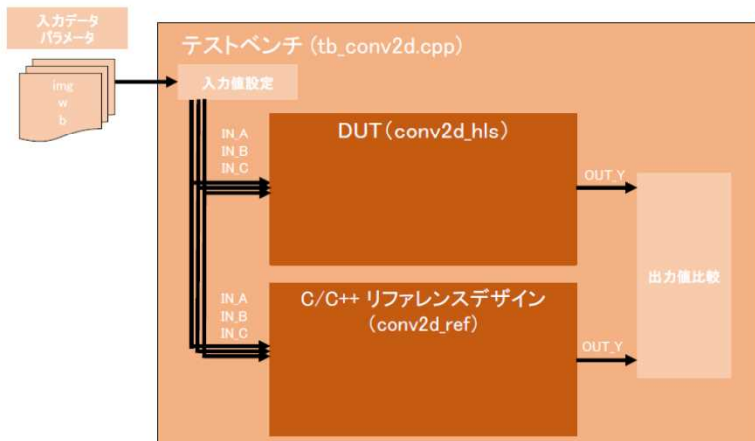 入力データ
パラメータ
img
w
b
テストベンチ (tb_conv2d.cpp)
入力値設定
IN_A
IN_B
IN_C
DUT(conv2d_hls)
OUT_Y
IN_A
IN_B
IN_C
C/C++ リファレンスデザイン
(conv2d_ref)
OUT_Y
出力値比較